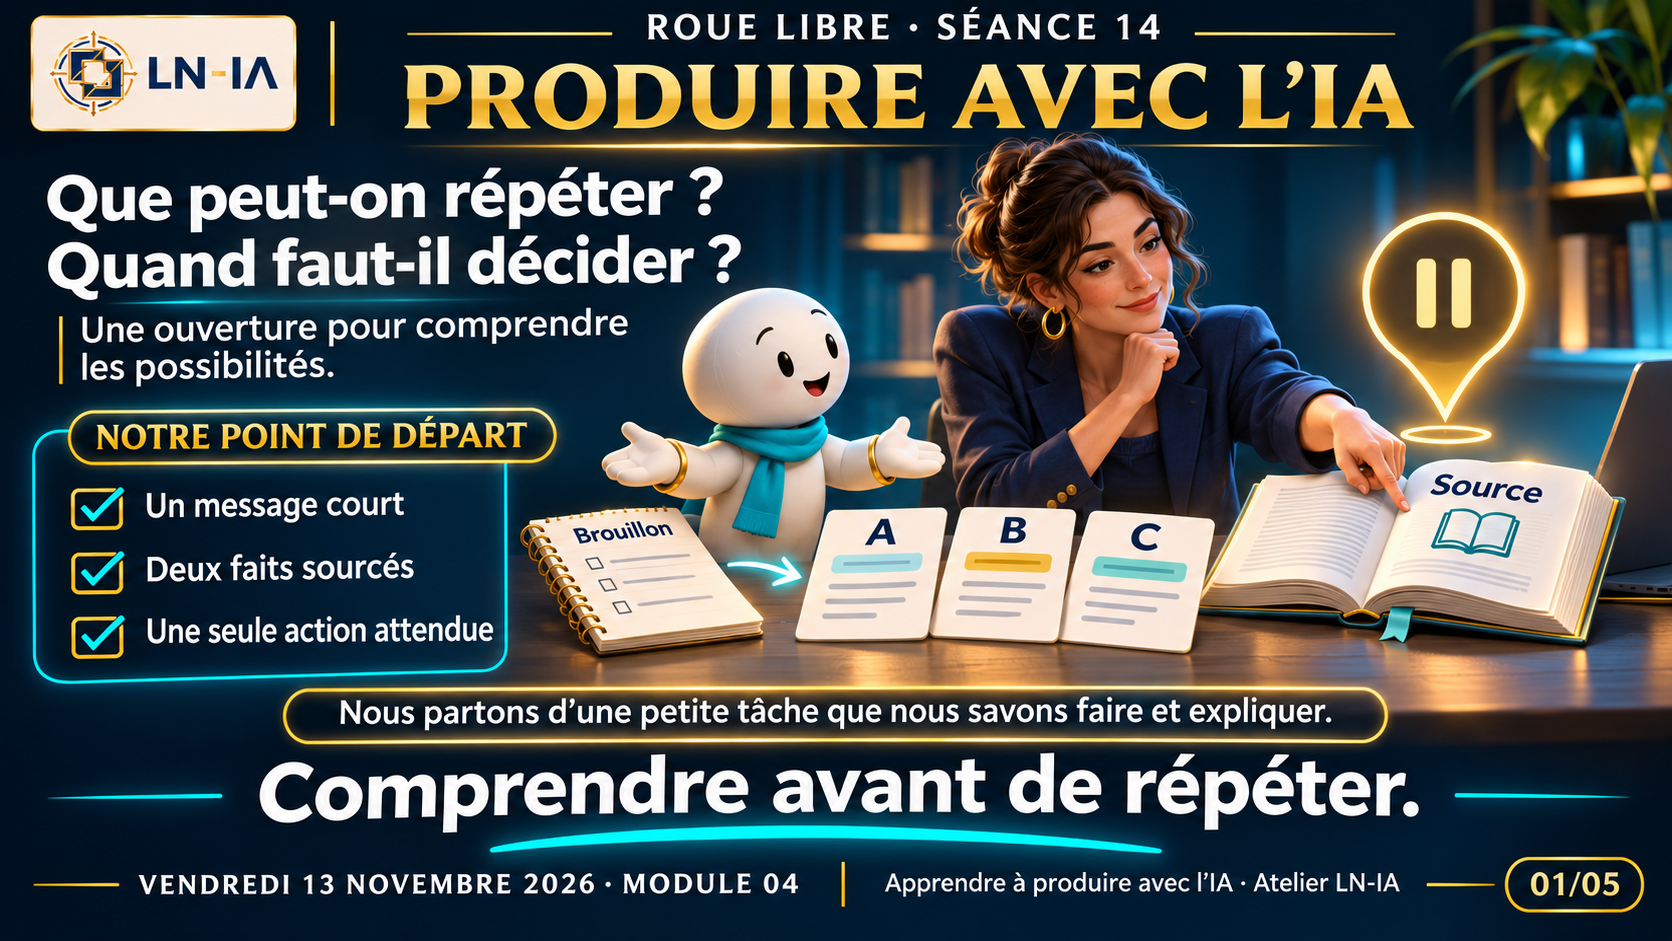 LN-IA
ROUE LIBRE · SÉANCE 14
PRODUIRE AVEC L'IA
Que peut-on répéter ?
Quand faut-il décider ?
Une ouverture pour comprendre
les possibilités.
NOTRE POINT DE DÉPART
Un message court
Deux faits sourcés
Une seule action attendue
Brouillon
A
B
C
Source
Nous partons d'une petite tâche que nous savons faire et expliquer.
Comprendre avant de répéter.
VENDREDI 13 NOVEMBRE 2026 · MODULE 04
Apprendre à produire avec l'IA · Atelier LN-IA
01/05